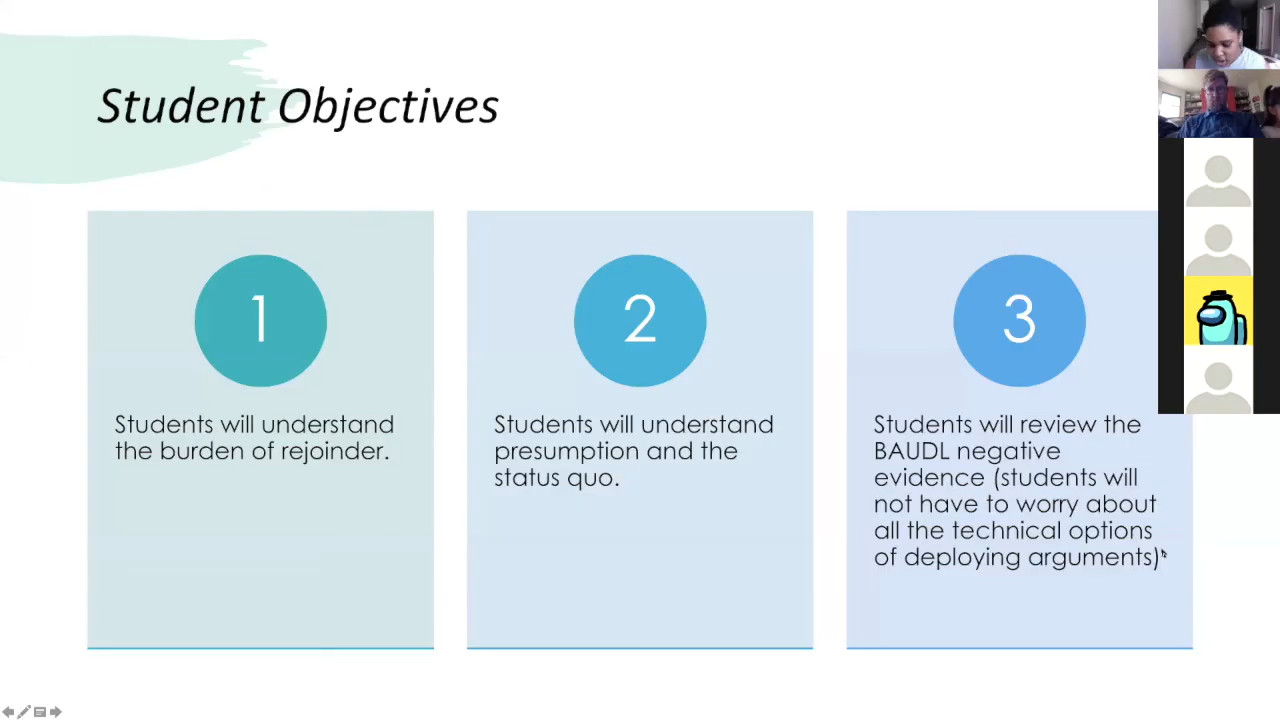 Student Objectives
1
Students will understand
the burden of rejoinder.
2
Students will understand
presumption and the
status quo.
3
Students will review the
BAUDL negative
evidence (students will
not have to worry about
all the technical options
of deploying arguments)